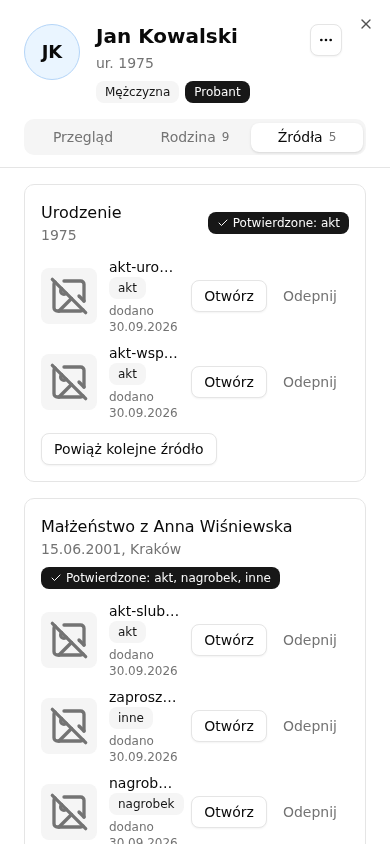 JK
Jan Kowalski
ur. 1975
Mężczyzna Probant
Przegląd Rodzina 9 Źródła 5
Urodzenie
1975
Potwierdzone: akt
akt-uro...
akt
dodano
30.09.2026
Otwórz Odepnij
akt-wsp...
akt
dodano
30.09.2026
Otwórz Odepnij
Powiąż kolejne źródło
Małżeństwo z Anna Wiśniewska
15.06.2001, Kraków
Potwierdzone: akt, nagrobek, inne
akt-slub...
akt
dodano
30.09.2026
Otwórz Odepnij
zaprosz...
inne
dodano
30.09.2026
Otwórz Odepnij
nagrob...
nagrobek
dodano
30.09.2026
Otwórz Odepnij